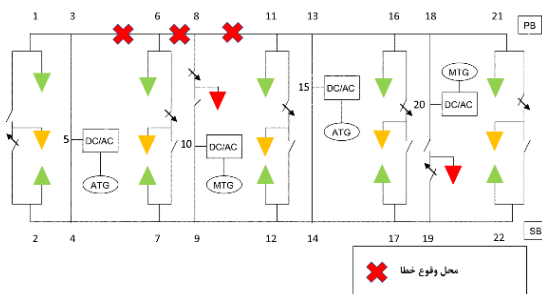 1 3 6 8 11 13 16 18 21 PB
MTG
15 DC/AC
20 DC/AC
5 DC/AC
10 DC/AC
ATG
ATG
MTG
2 4 7 9 12 14 17 19 22 SB
محل وقوع خطا